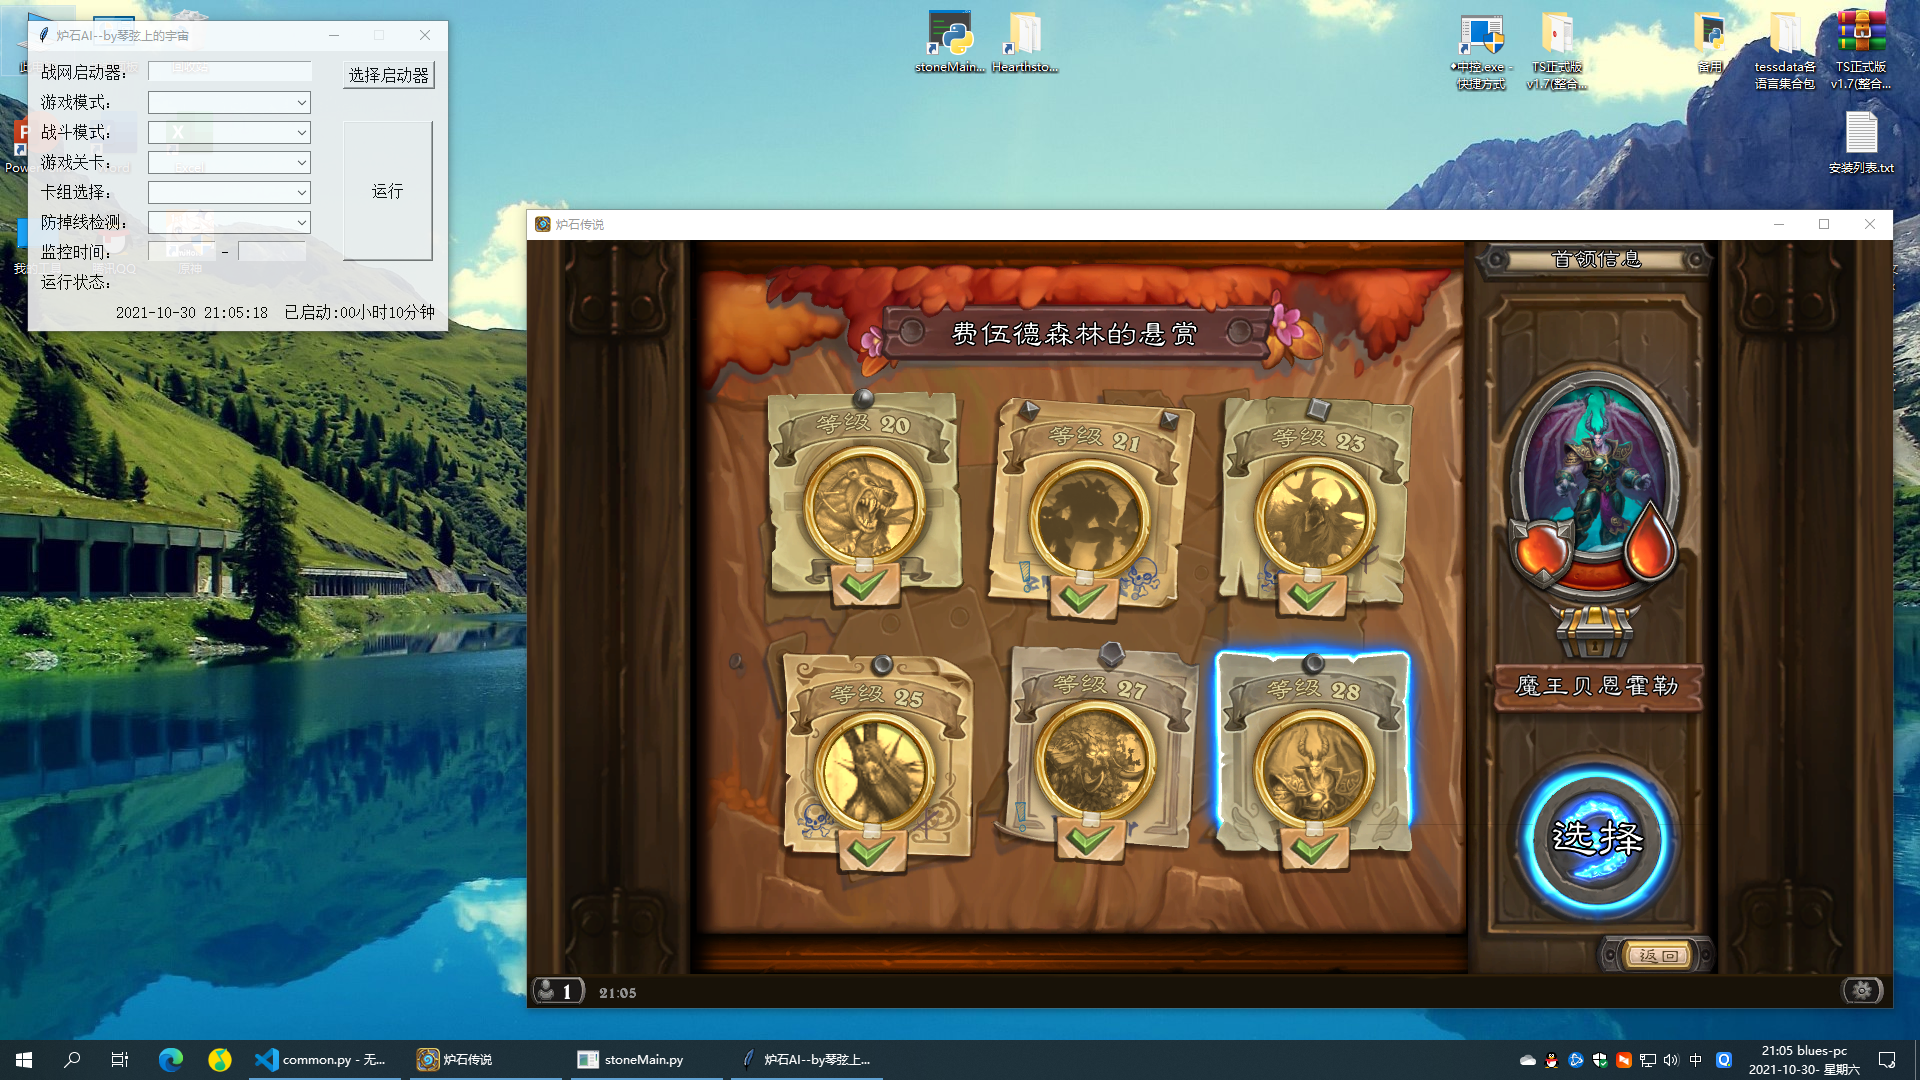 炉石AI--by琴弦上的宇宙
战网启动器：
选择启动器
游戏模式：
战斗模式：
游戏关卡：
卡组选择：
运行
防掉线检测：
监控时间：
-
运行状态：
2021-10-30 21:05:18 已启动:00小时10分钟
stoneMain...
Hearthsto...
中控.exe -
快捷方式
TS正式版
v1.7(整合...
备用
tessdata各
语言集合包
TS正式版
v1.7(整合...
安装列表.txt
炉石传说
首领信息
费伍德森林的悬赏
等级 20
等级 21
等级 23
等级 25
等级 27
等级 28
魔王贝恩霍勒
选择
返回
1
21:05
common.py - 无...
炉石传说
stoneMain.py
炉石AI--by琴弦上...
中
21:05 blues-pc
2021-10-30- 星期六